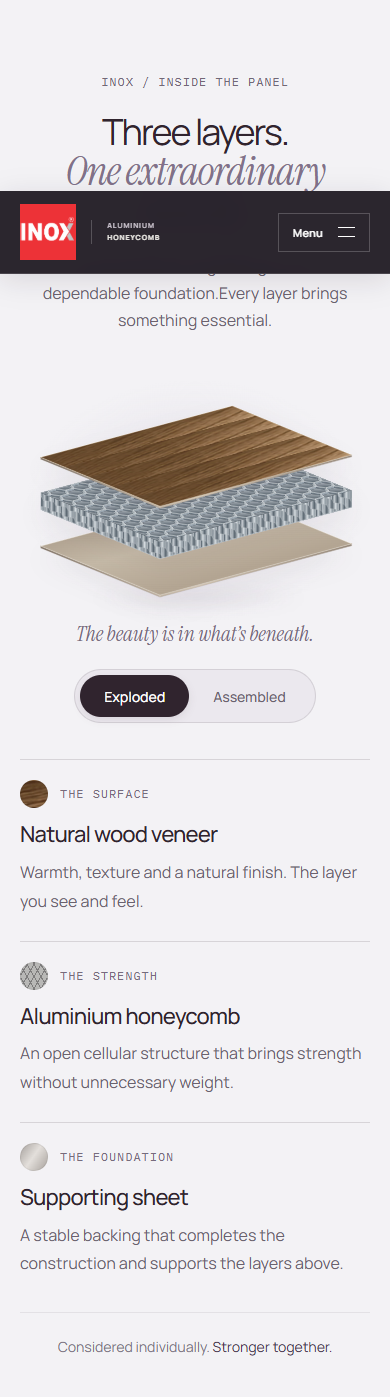 INOX / INSIDE THE PANEL
Three layers.
One extraordinary
INOX®
ALUMINIUM
HONEYCOMB
Menu
dependable foundation.Every layer brings
something essential.
The beauty is in what's beneath.
Exploded
Assembled
THE SURFACE
Natural wood veneer
Warmth, texture and a natural finish. The layer
you see and feel.
THE STRENGTH
Aluminium honeycomb
An open cellular structure that brings strength
without unnecessary weight.
THE FOUNDATION
Supporting sheet
A stable backing that completes the
construction and supports the layers above.
Considered individually. Stronger together.